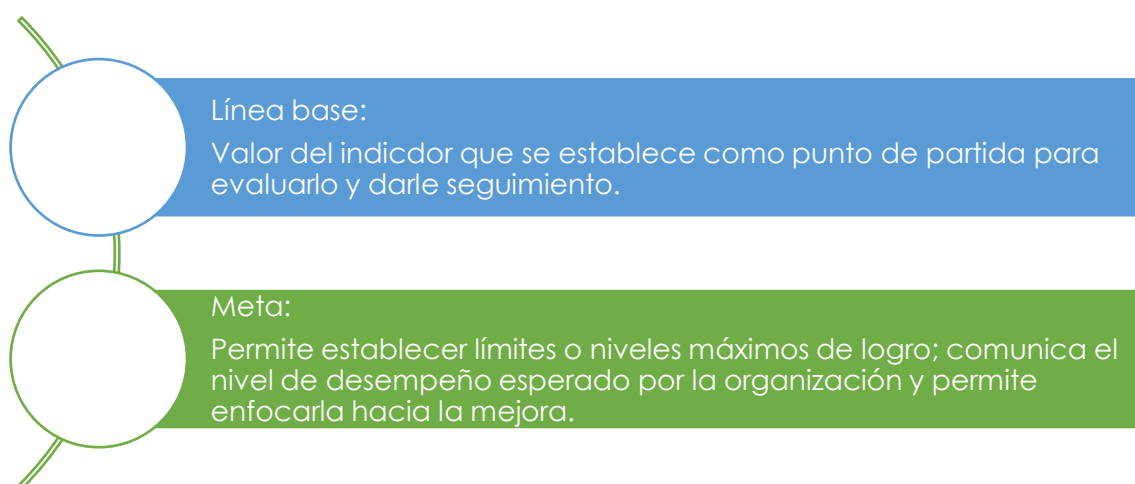 Línea base:
Valor del indicdor que se establece como punto de partida para
evaluarlo y darle seguimiento.
Meta:
Permite establecer límites o niveles máximos de logro; comunica el
nivel de desempeño esperado por la organización y permite
enfocarla hacia la mejora.